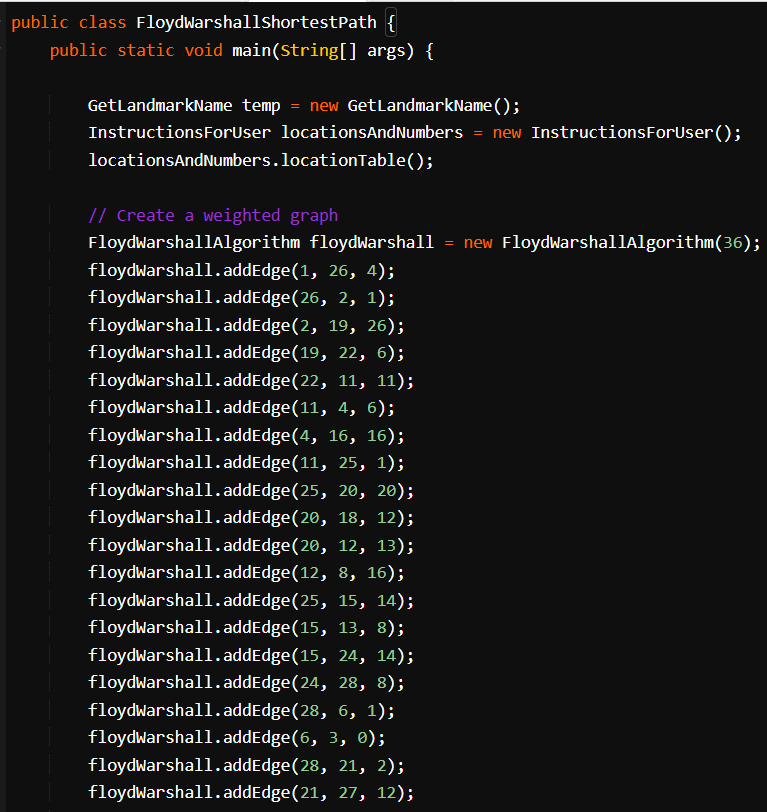 public class FloydWarshallShortestPath {
public static void main(String[] args) {
GetLandmarkName temp = new GetLandmarkName();
InstructionsForUser locationsAndNumbers = new InstructionsForUser();
locationsAndNumbers.locationTable();
// Create a weighted graph
FloydWarshallAlgorithm floydWarshall = new FloydWarshallAlgorithm(36);
floydWarshall.addEdge(1, 26, 4);
floydWarshall.addEdge(26, 2, 1);
floydWarshall.addEdge(2, 19, 26);
floydWarshall.addEdge(19, 22, 6);
floydWarshall.addEdge(22, 11, 11);
floydWarshall.addEdge(11, 4, 6);
floydWarshall.addEdge(4, 16, 16);
floydWarshall.addEdge(11, 25, 1);
floydWarshall.addEdge(25, 20, 20);
floydWarshall.addEdge(20, 18, 12);
floydWarshall.addEdge(20, 12, 13);
floydWarshall.addEdge(12, 8, 16);
floydWarshall.addEdge(25, 15, 14);
floydWarshall.addEdge(15, 13, 8);
floydWarshall.addEdge(15, 24, 14);
floydWarshall.addEdge(24, 28, 8);
floydWarshall.addEdge(28, 6, 1);
floydWarshall.addEdge(6, 3, 0);
floydWarshall.addEdge(28, 21, 2);
floydWarshall.addEdge(21, 27, 12);